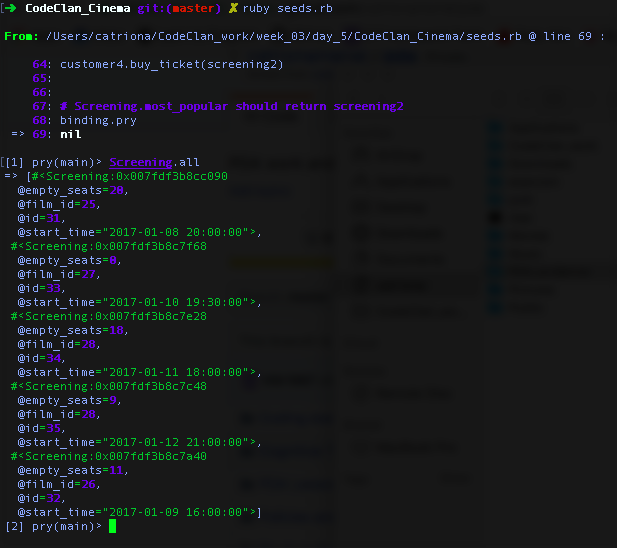 [➜ CodeClan_Cinema git:(master) ✗ ruby seeds.rb
From: /Users/catriona/CodeClan_work/week_03/day_5/CodeClan_Cinema/seeds.rb @ line 69 :
64: customer4.buy_ticket(screening2)
65:
66:
67: # Screening.most_popular should return screening2
68: binding.pry
=> 69: nil
[[1] pry(main)> Screening.all
=> [#<Screening:0x007fdf3b8cc090
@empty_seats=20,
@film_id=25,
@id=31,
@start_time="2017-01-08 20:00:00">,
#<Screening:0x007fdf3b8c7f68
@empty_seats=0,
@film_id=27,
@id=33,
@start_time="2017-01-10 19:30:00">,
#<Screening:0x007fdf3b8c7e28
@empty_seats=18,
@film_id=28,
@id=34,
@start_time="2017-01-11 18:00:00">,
#<Screening:0x007fdf3b8c7c48
@empty_seats=9,
@film_id=28,
@id=35,
@start_time="2017-01-12 21:00:00">,
#<Screening:0x007fdf3b8c7a40
@empty_seats=11,
@film_id=26,
@id=32,
@start_time="2017-01-09 16:00:00">]
[2] pry(main)>